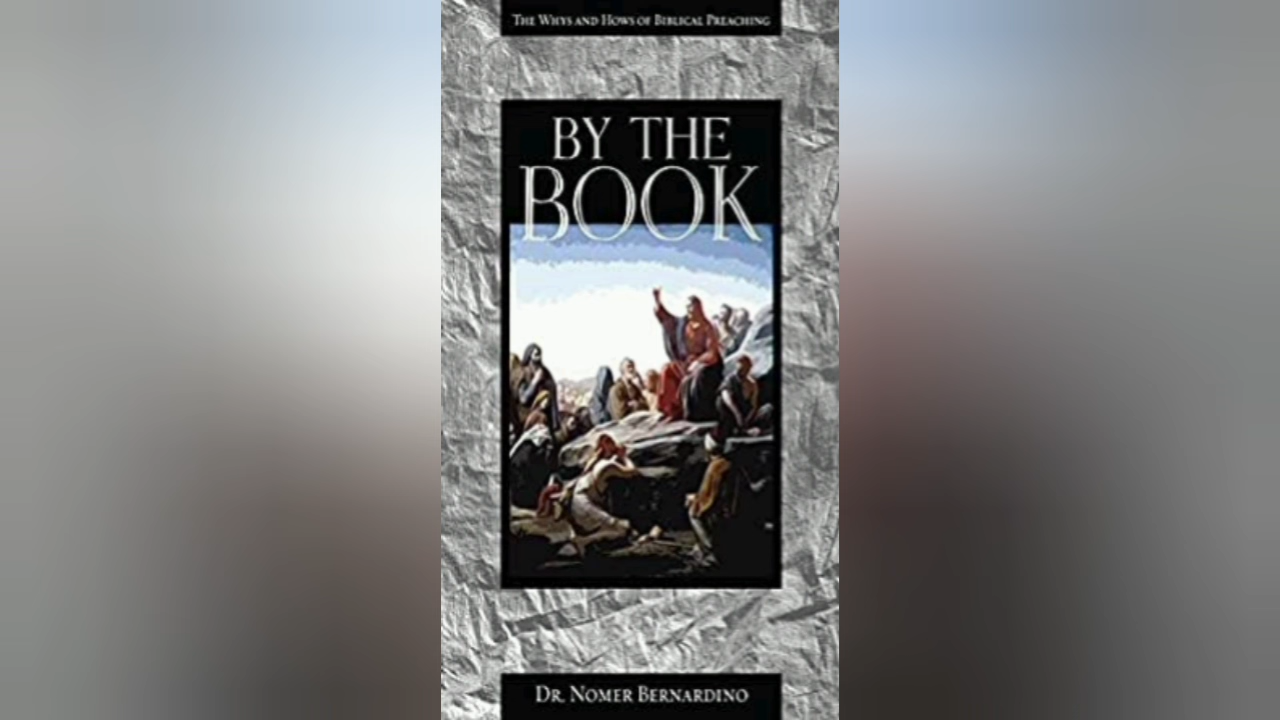 The Whys and Hows of Biblical Preaching
BY THE
BOOK
Dr. Nomer Bernardino